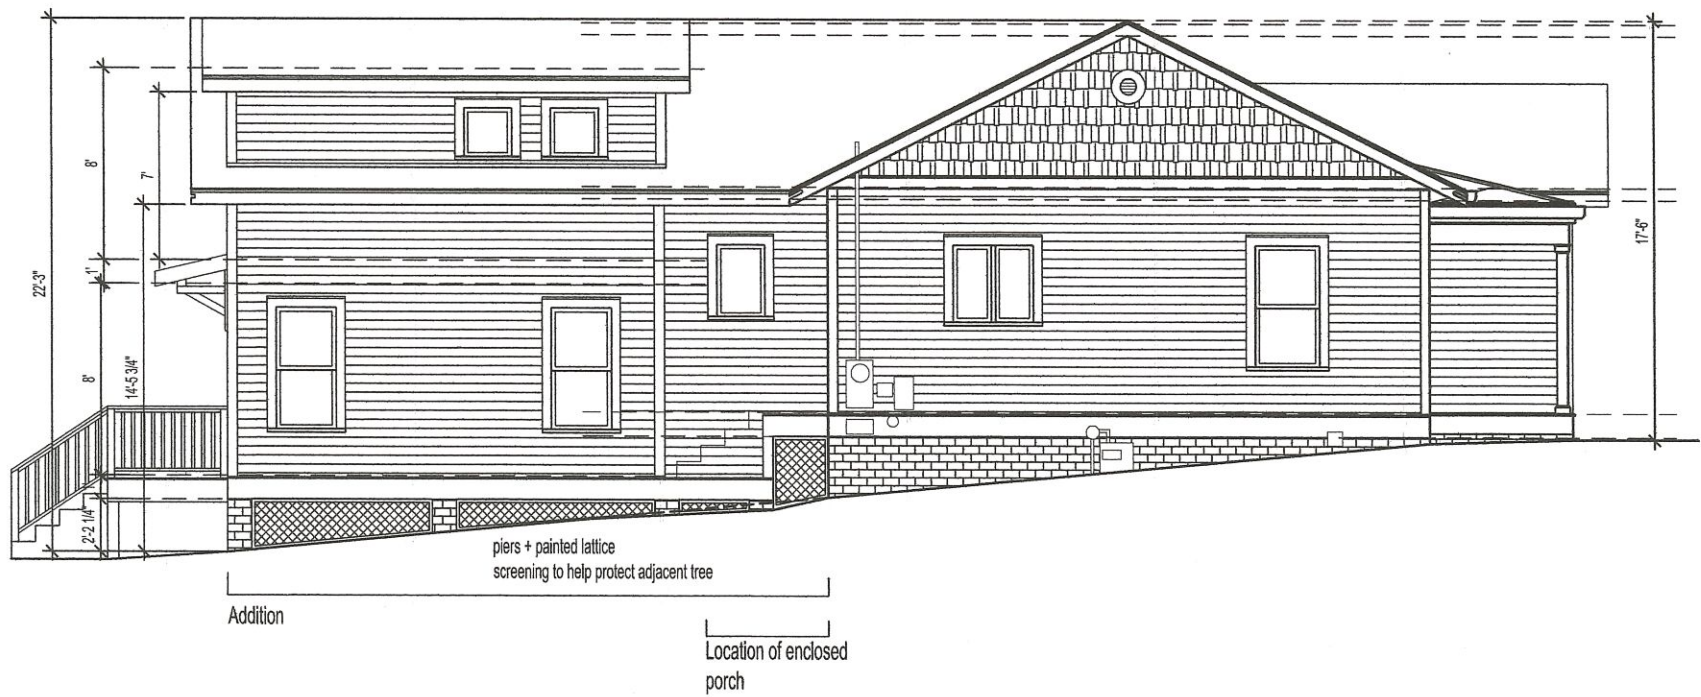 22'-3"
8'
7'
1'
8'
14'-5 3/4"
2'-2 1/4"
17'-6"
piers + painted lattice
screening to help protect adjacent tree
Addition
Location of enclosed
porch